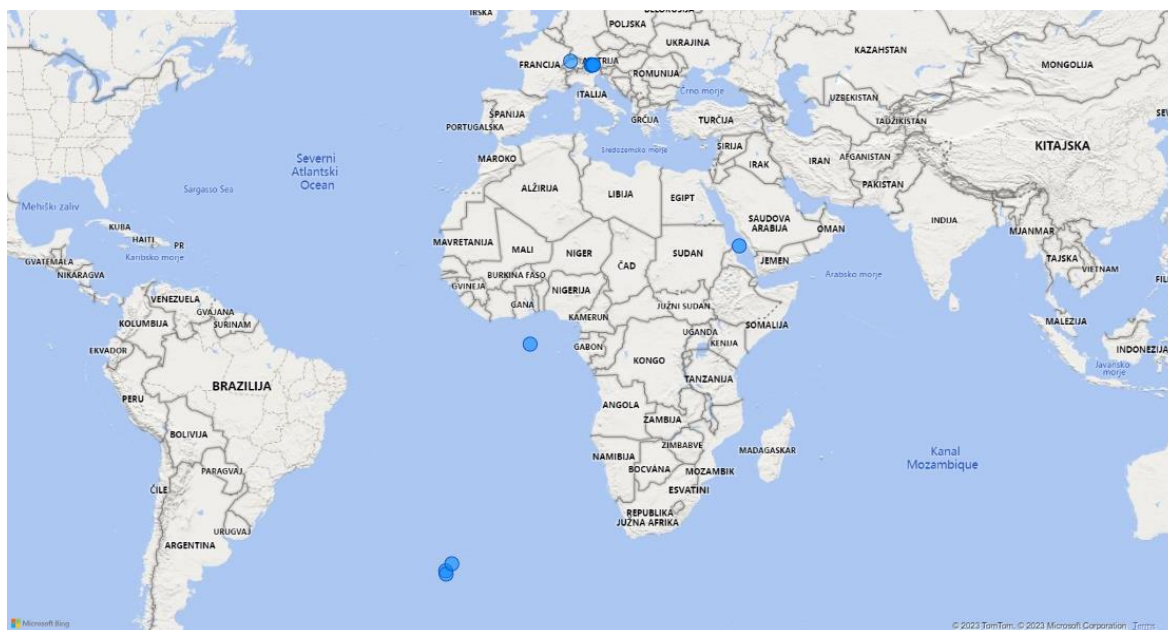 IRSKA
POLJSKA
UKRAJINA
KAZAHSTAN
MONGOLIJA
FRANCIJA
ROMUNIJA
ITALIJA
Črno morje
UZBEKISTAN
TADŽIKISTAN
ŠPANIJA
PORTUGALSKA
GRČIJA
TURČIJA
KITAJSKA
Severni
Atlantski
Ocean
Sredozemsko morje
SIRIJA
MAROKO
IRAK
IRAN
AFGANISTAN
Sargasso Sea
ALŽIRIJA
LIBIJA
EGIPT
PAKISTAN
Mehiški zaliv
SAUDOVA
ARABIJA
OMAN
INDIJA
KUBA
HAITI
PR
MJANMAR
MAVRETANIJA
MALI
NIGER
ČAD
SUDAN
Karibsko morje
GVATEMALA
JEMEN
TAJSKA
NIKARAGVA
BURKINA FASO
Arabsko morje
VIETNAM
GVINEJA
NIGERIJA
VENEZUELA
GANA
JUŽNI SUDAN
GVAJANA
KAMERUN
KOLUMBIJA
SURINAM
SOMALIJA
MALEZIJA
UGANDA
KENIJA
EKVADOR
GABON
KONGO
INDONEZIJA
Javansko
morje
TANZANIJA
BRAZILIJA
PERU
ANGOLA
ZAMBIJA
BOLIVIJA
ZIMBABVE
MADAGASKAR
Kanal
Mozambique
NAMIBIJA
BOCVANA
MOZAMBIK
PARAGVAJ
ESVATINI
ČILE
REPUBLIKA
JUŽNA AFRIKA
URUGVAJ
ARGENTINA
Microsoft Bing
© 2023 TomTom, © 2023 Microsoft Corporation Terms